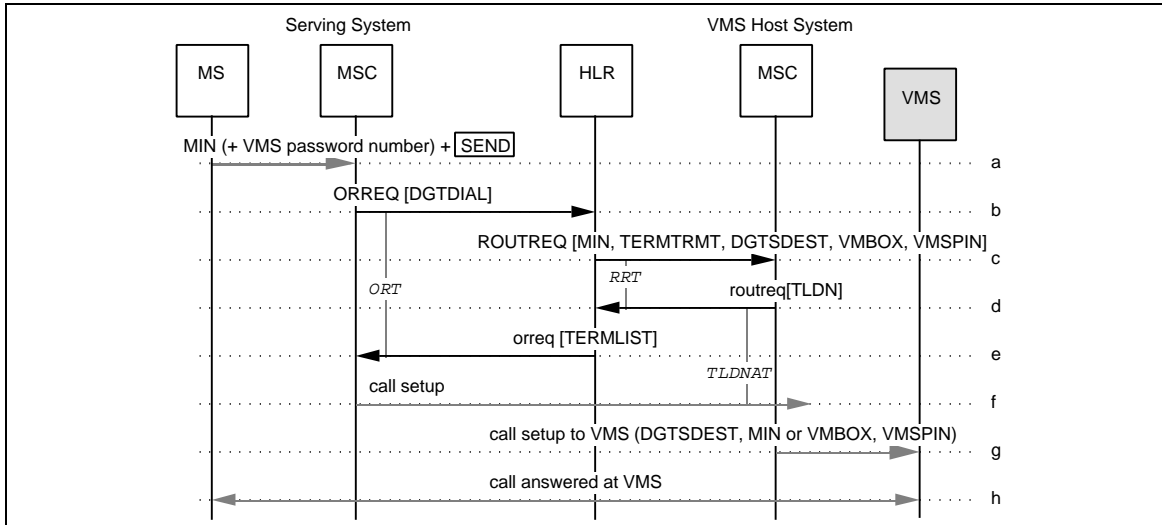 Serving System
VMS Host System
MS
MSC
HLR
MSC
VMS
MIN (+ VMS password number) + SEND
a
ORREQ [DGTDIAL]
b
ROUTREQ [MIN, TERMTRMT, DGTSDEST, VMBOX, VMSPIN]
c
RRT
ORT
routreq[TLDN]
d
orreq [TERMLIST]
e
TLDNAT
call setup
f
call setup to VMS (DGTSDEST, MIN or VMBOX, VMSPIN)
g
call answered at VMS
h